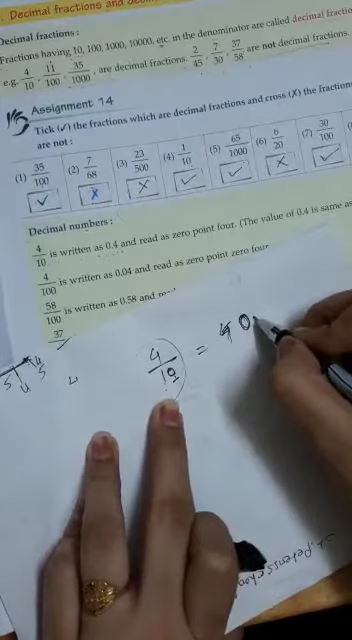 . Decimal fractions and deci
Decimal fractions :
Fractions having 10, 100, 1000, 10000, etc. in the denominator are called decimal fractio
e.g. 4/10, 11/100, 35/1000, are decimal fractions. 2/45, 7/30, 37/58 are not decimal fractions.
Assignment 14
Tick (✓) the fractions which are decimal fractions and cross (X) the fraction
are not :
(1) 35/100 (2) 7/68 (3) 23/500 (4) 1/10 (5) 65/1000 (6) 6/20 (7) 30/100
✓ X X ✓ ✓ X ✓
Decimal numbers :
4/10 is written as 0.4 and read as zero point four. (The value of 0.4 is same as
4/100 is written as 0.04 and read as zero point zero four
58/100 is written as 0.58 and re
37
4/10 = 0